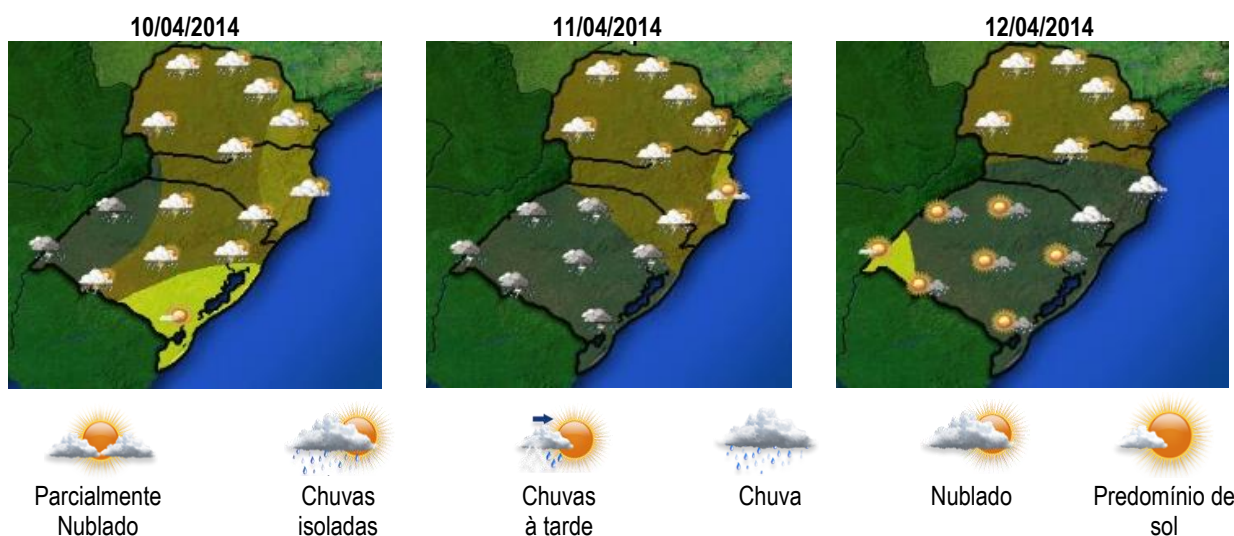 10/04/2014
11/04/2014
12/04/2014
Parcialmente
Nublado
Chuvas
isoladas
Chuvas
à tarde
Chuva
Nublado
Predomínio de
sol